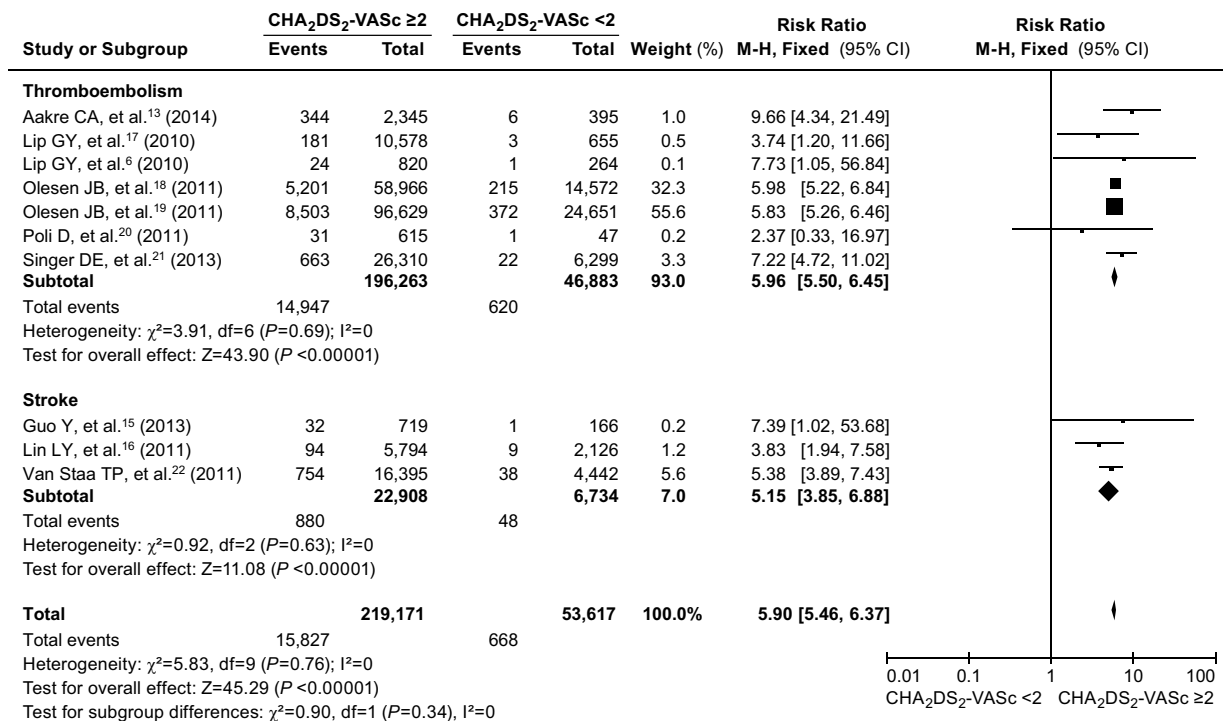 CHA₂DS₂-VASc ≥2 CHA₂DS₂-VASc <2 Risk Ratio Risk Ratio
Study or Subgroup Events Total Events Total Weight (%) M-H, Fixed (95% CI) M-H, Fixed (95% CI)
Thromboembolism
Aakre CA, et al.¹³ (2014) 344 2,345 6 395 1.0 9.66 [4.34, 21.49]
Lip GY, et al.¹⁷ (2010) 181 10,578 3 655 0.5 3.74 [1.20, 11.66]
Lip GY, et al.⁶ (2010) 24 820 1 264 0.1 7.73 [1.05, 56.84]
Olesen JB, et al.¹⁸ (2011) 5,201 58,966 215 14,572 32.3 5.98 [5.22, 6.84]
Olesen JB, et al.¹⁹ (2011) 8,503 96,629 372 24,651 55.6 5.83 [5.26, 6.46]
Poli D, et al.²⁰ (2011) 31 615 1 47 0.2 2.37 [0.33, 16.97]
Singer DE, et al.²¹ (2013) 663 26,310 22 6,299 3.3 7.22 [4.72, 11.02]
Subtotal 196,263 46,883 93.0 5.96 [5.50, 6.45]
Total events 14,947 620
Heterogeneity: χ²=3.91, df=6 (P=0.69); I²=0
Test for overall effect: Z=43.90 (P <0.00001)
Stroke
Guo Y, et al.¹⁵ (2013) 32 719 1 166 0.2 7.39 [1.02, 53.68]
Lin LY, et al.¹⁶ (2011) 94 5,794 9 2,126 1.2 3.83 [1.94, 7.58]
Van Staa TP, et al.²² (2011) 754 16,395 38 4,442 5.6 5.38 [3.89, 7.43]
Subtotal 22,908 6,734 7.0 5.15 [3.85, 6.88]
Total events 880 48
Heterogeneity: χ²=0.92, df=2 (P=0.63); I²=0
Test for overall effect: Z=11.08 (P <0.00001)
Total 219,171 53,617 100.0% 5.90 [5.46, 6.37]
Total events 15,827 668
Heterogeneity: χ²=5.83, df=9 (P=0.76); I²=0
Test for overall effect: Z=45.29 (P <0.00001)
Test for subgroup differences: χ²=0.90, df=1 (P=0.34), I²=0
0.01 0.1 1 10 100
CHA₂DS₂-VASc <2 CHA₂DS₂-VASc ≥2